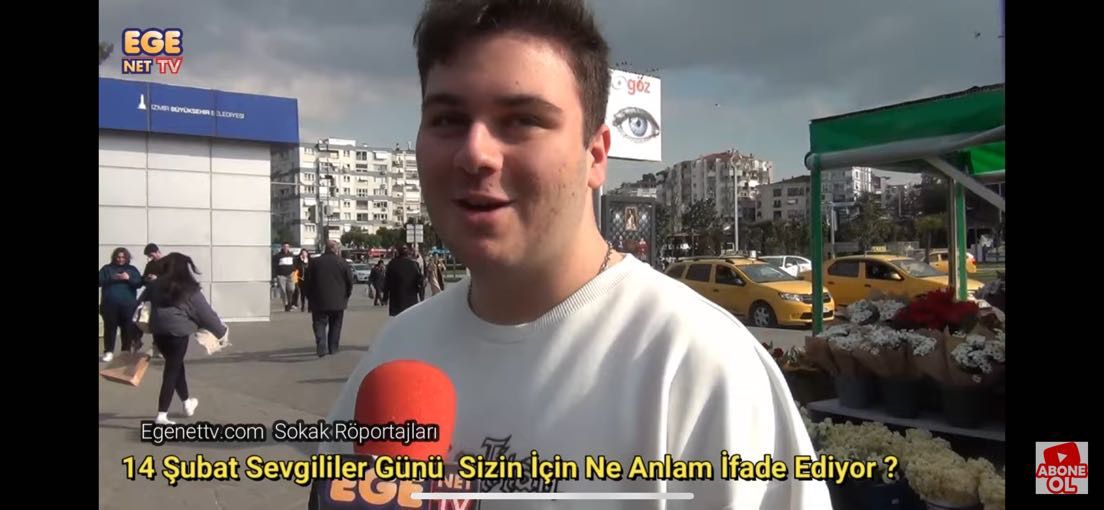 EGE
NET TV
İZMİR BÜYÜKŞEHİR BELEDİYESİ
göz
TAKSİ
Egenettv.com Sokak Röportajları
14 Şubat Sevgililer Günü Sizin İçin Ne Anlam İfade Ediyor ?
EGE NET
TV
ABONE
OL